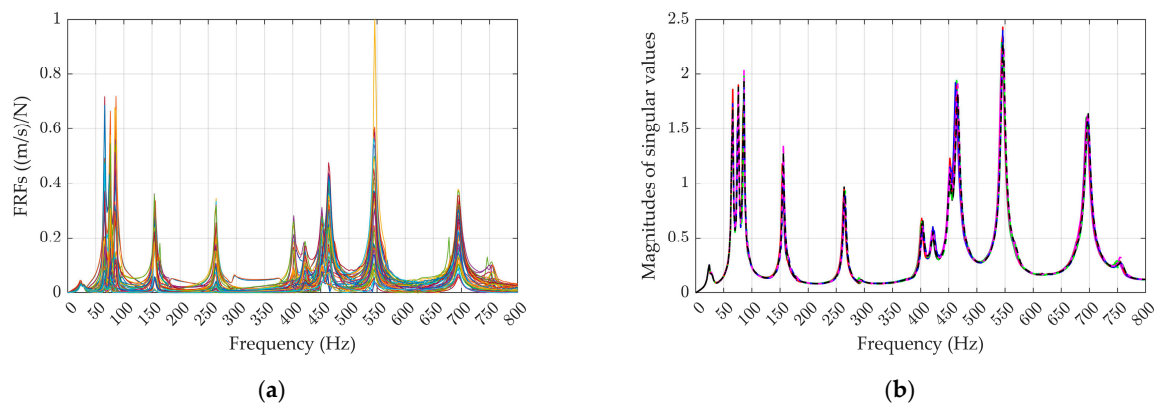 1
0.8
0.6
0.4
0.2
0
FRFs ((m/s)/N)
0 50 100 150 200 250 300 350 400 450 500 550 600 650 700 750 800
Frequency (Hz)
(a)
2.5
2
1.5
1
0.5
0
Magnitudes of singular values
0 50 100 150 200 250 300 350 400 450 500 550 600 650 700 750 800
Frequency (Hz)
(b)